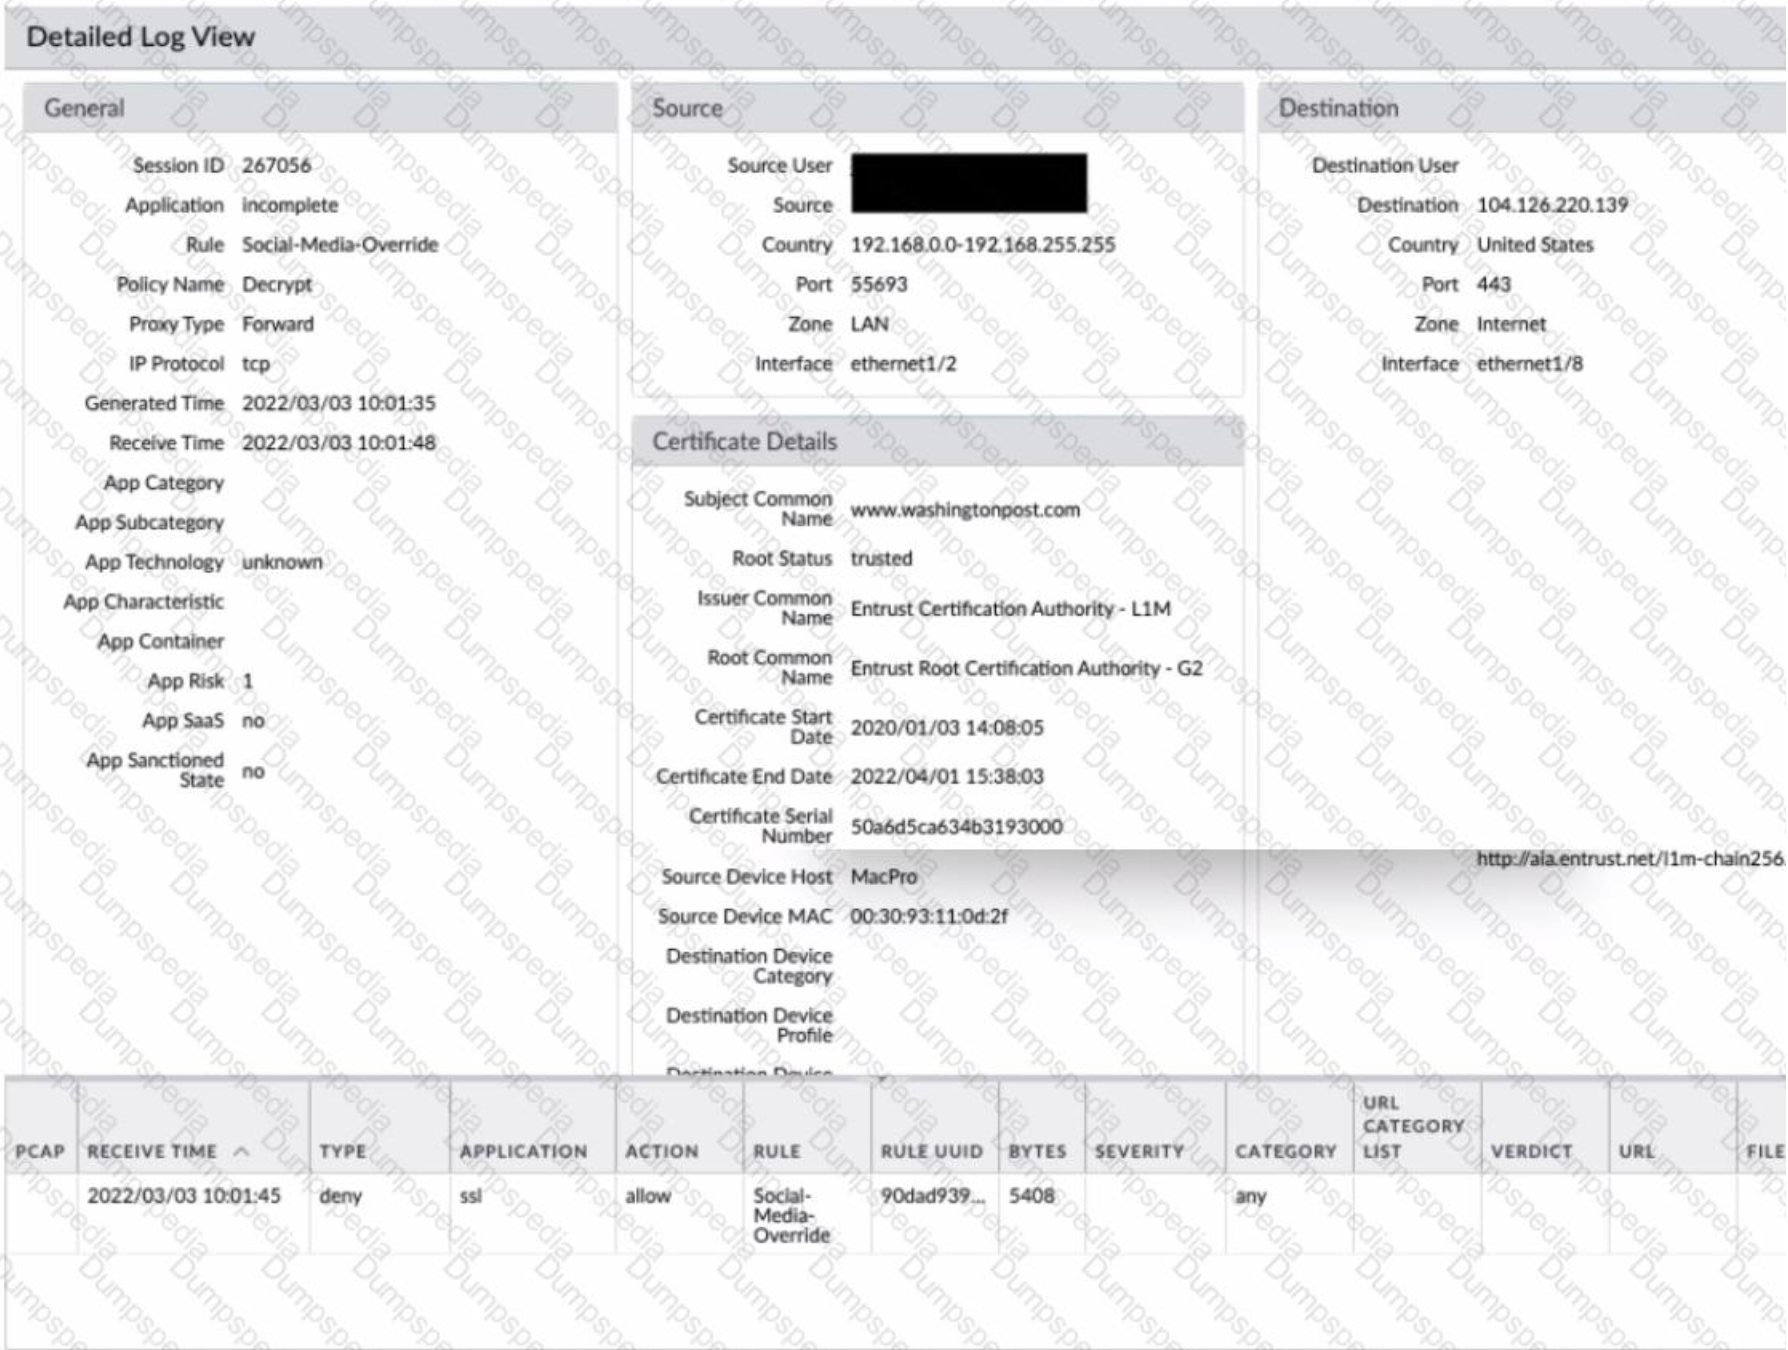 Detailed Log View
General
Session ID 267056
Application incomplete
Rule Social-Media-Override
Policy Name Decrypt
Proxy Type Forward
IP Protocol tcp
Generated Time 2022/03/03 10:01:35
Receive Time 2022/03/03 10:01:48
App Category
App Subcategory
App Technology unknown
App Characteristic
App Container
App Risk 1
App SaaS no
App Sanctioned
State no
Source
Source User
Source
Country 192.168.0.0-192.168.255.255
Port 55693
Zone LAN
Interface ethernet1/2
Certificate Details
Subject Common
Name www.washingtonpost.com
Root Status trusted
Issuer Common
Name Entrust Certification Authority - L1M
Root Common
Name Entrust Root Certification Authority - G2
Certificate Start
Date 2020/01/03 14:08:05
Certificate End Date 2022/04/01 15:38:03
Certificate Serial
Number 50a6d5ca634b3193000
Source Device Host MacPro
Source Device MAC 00:30:93:11:0d:2f
Destination Device
Category
Destination Device
Profile
Destination Device
Destination
Destination User
Destination 104.126.220.139
Country United States
Port 443
Zone Internet
Interface ethernet1/8
http://aia.entrust.net/l1m-chain256.
PCAP RECEIVE TIME TYPE APPLICATION ACTION RULE RULE UUID BYTES SEVERITY CATEGORY URL CATEGORY LIST VERDICT URL FILE
2022/03/03 10:01:45 deny ssl allow Social-Media-Override 90dad939... 5408 any
Dumpspedia